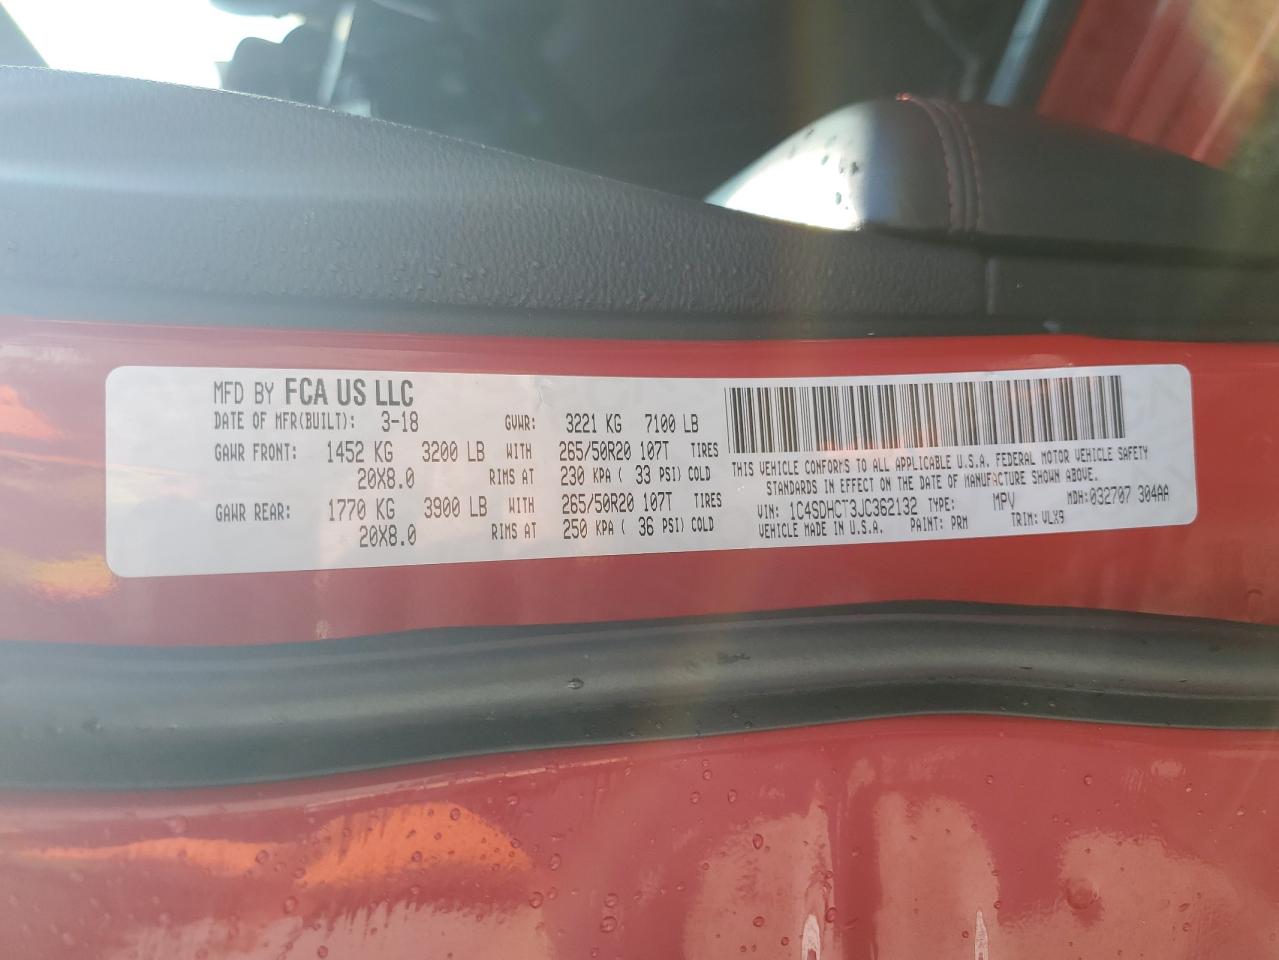 MFD BY FCA US LLC
DATE OF MFR(BUILT): 3-18 GVWR: 3221 KG 7100 LB
GAWR FRONT: 1452 KG 3200 LB WITH 265/50R20 107T TIRES
20X8.0 RIMS AT 230 KPA ( 33 PSI) COLD
GAWR REAR: 1770 KG 3900 LB WITH 265/50R20 107T TIRES
20X8.0 RIMS AT 250 KPA ( 36 PSI) COLD
THIS VEHICLE CONFORMS TO ALL APPLICABLE U.S.A. FEDERAL MOTOR VEHICLE SAFETY
STANDARDS IN EFFECT ON THE DATE OF MANUFACTURE SHOWN ABOVE.
VIN: 1C4SDHCT3JC362132 TYPE: MPV MDH:032707 304AA
VEHICLE MADE IN U.S.A. PAINT: PRM TRIM: VLX9